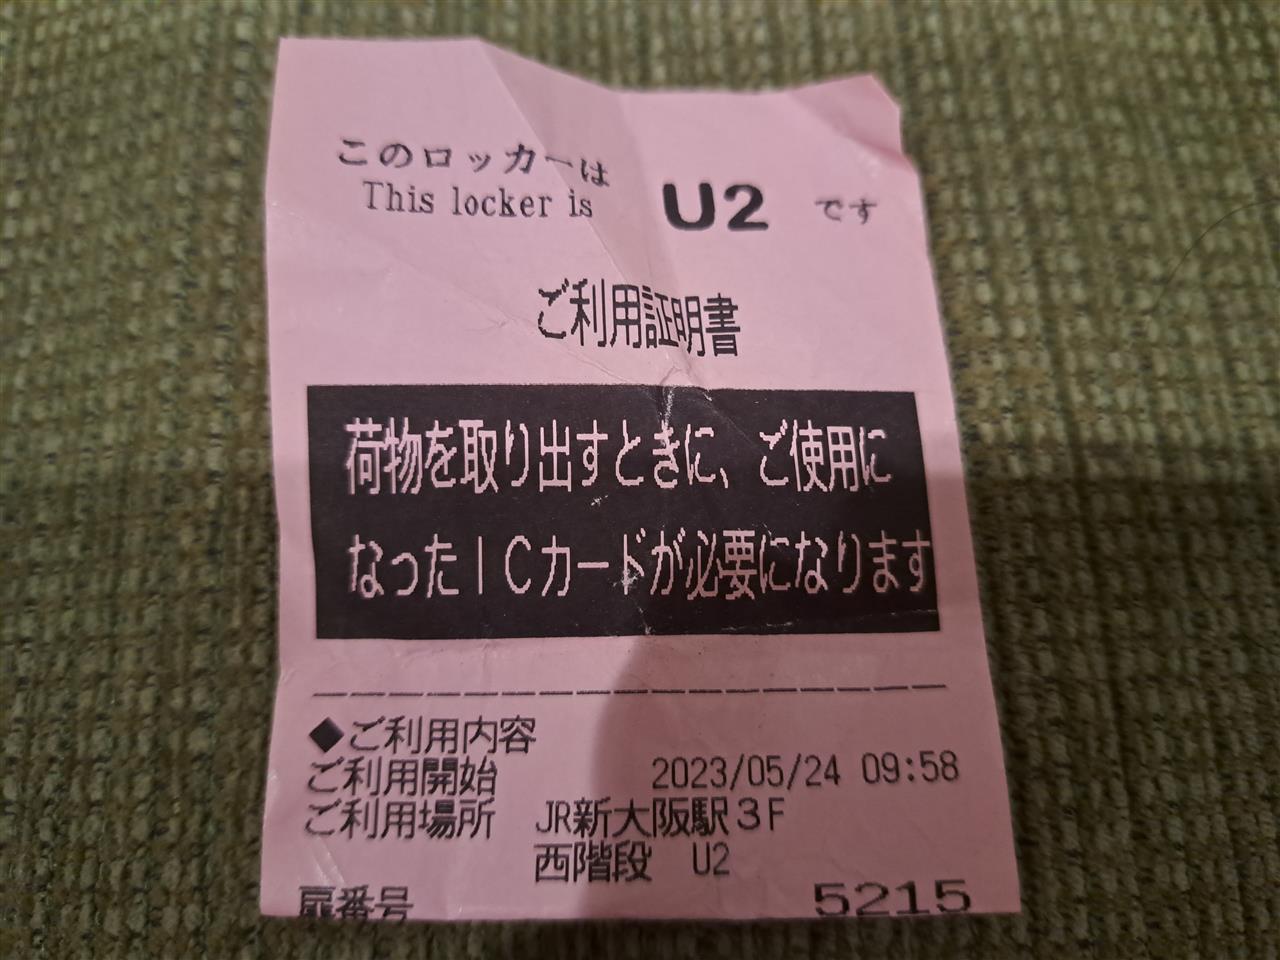 このロッカーは
This locker is U2 です
ご利用証明書
荷物を取り出すときに、ご使用に
なったICカードが必要になります
◆ご利用内容
ご利用開始 2023/05/24 09:58
ご利用場所 JR新大阪駅3F
西階段 U2
扉番号 5215